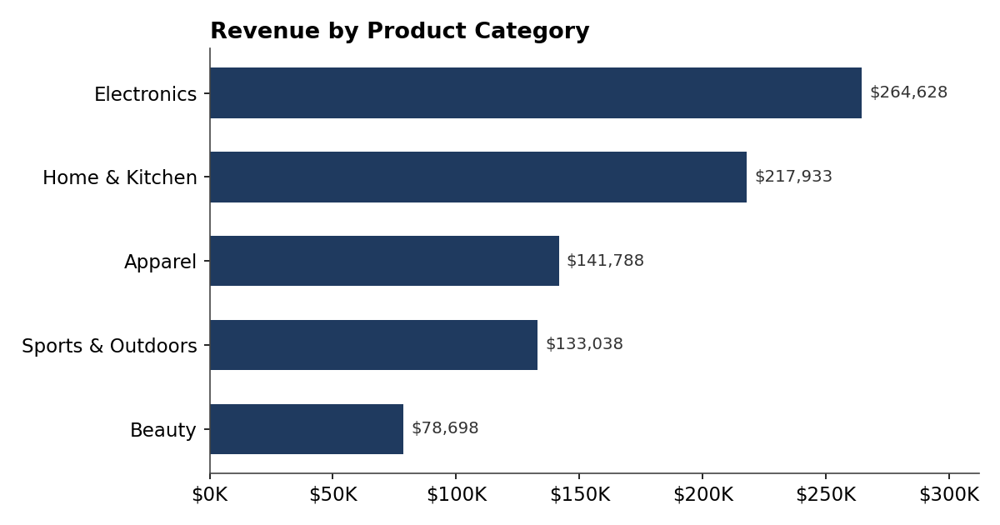 Revenue by Product Category
Electronics $264,628
Home & Kitchen $217,933
Apparel $141,788
Sports & Outdoors $133,038
Beauty $78,698
$0K $50K $100K $150K $200K $250K $300K